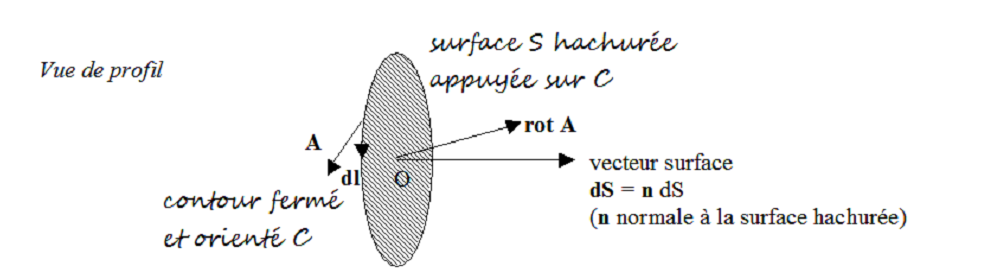 surface S hachurée
appuyée sur C
Vue de profil
rot A
A
dl
O
vecteur surface
dS = n dS
(n normale à la surface hachurée)
contour fermé
et orienté C